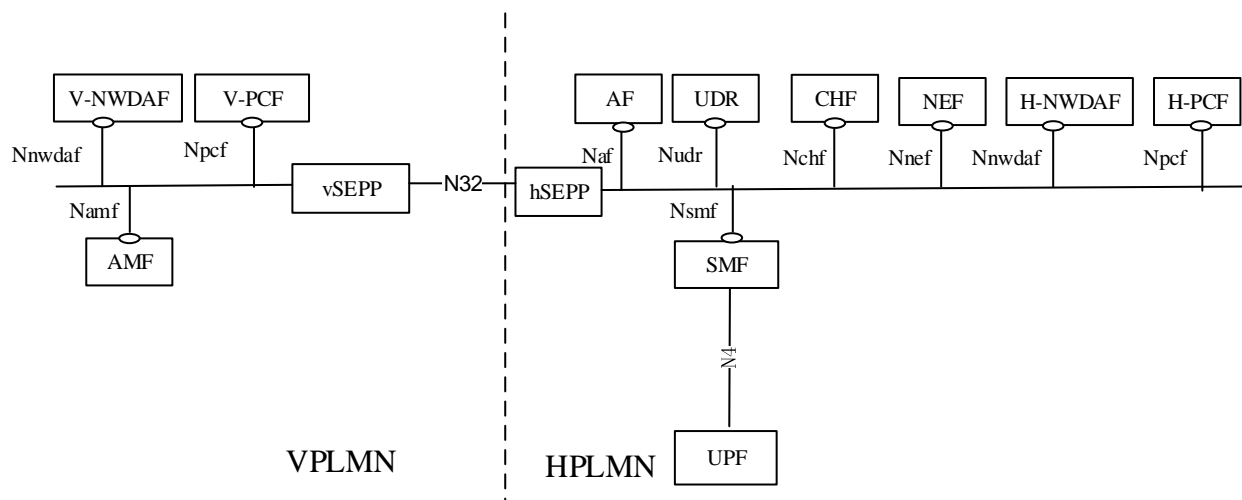 V-NWDAF
V-PCF
AF
UDR
CHF
NEF
H-NWDAF
H-PCF
Nnwdaf
Npcf
Naf
Nudr
Nchf
Nnef
Nnwdaf
Npcf
vSEPP
N32
hSEPP
Namf
Nsmf
AMF
SMF
N4
VPLMN
HPLMN
UPF